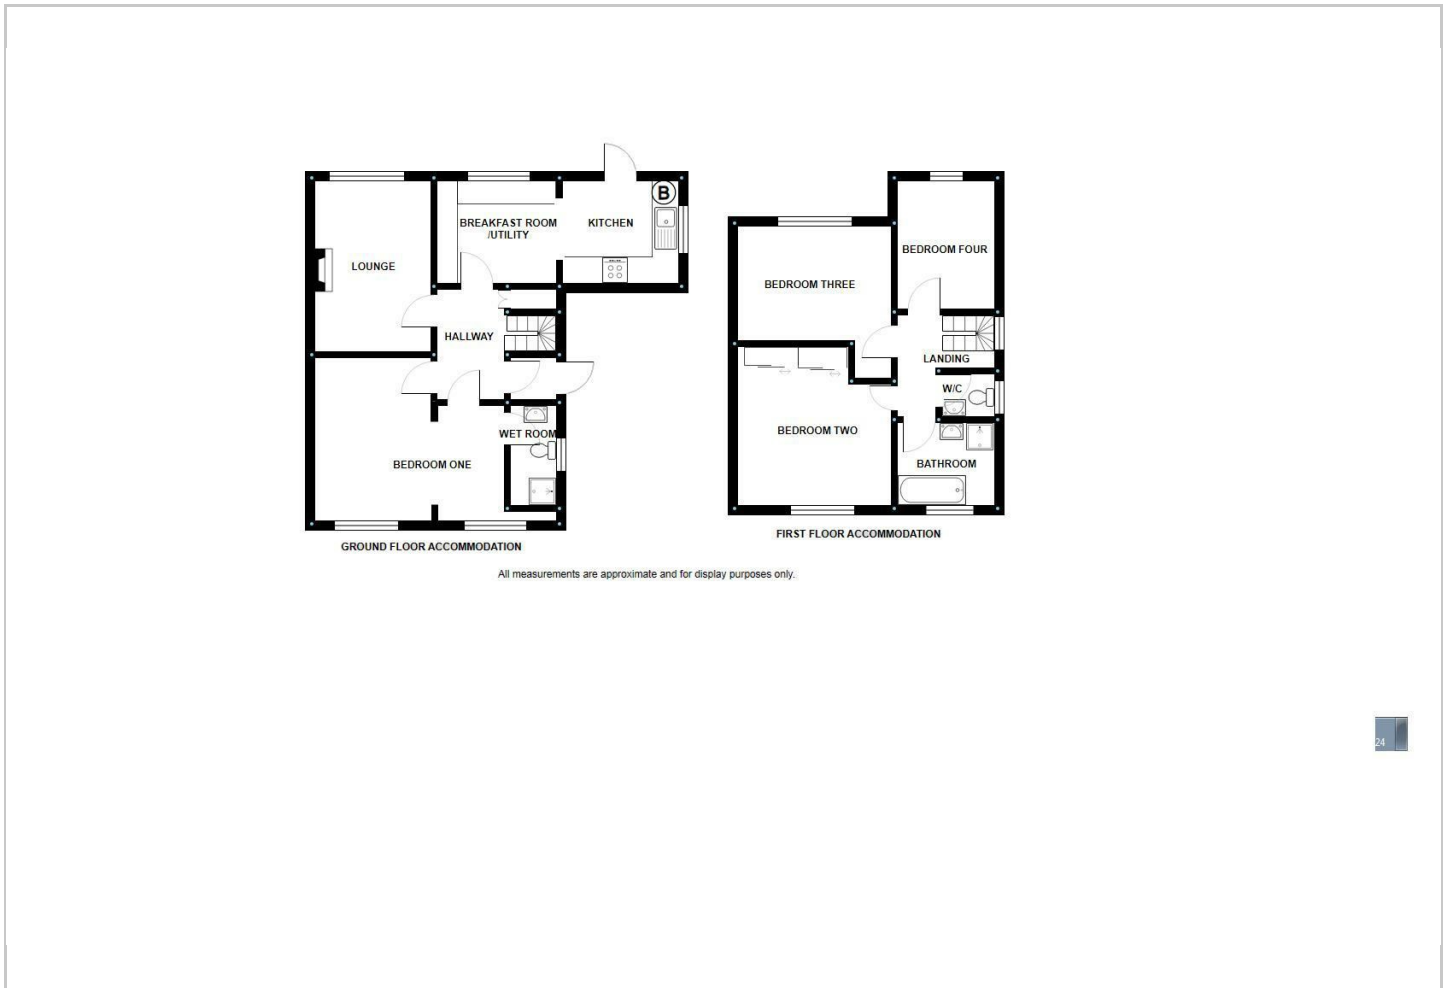 LOUNGE
BREAKFAST ROOM
/UTILITY
KITCHEN
B
HALLWAY
WET ROOM
BEDROOM ONE
GROUND FLOOR ACCOMMODATION
BEDROOM FOUR
BEDROOM THREE
LANDING
W/C
BEDROOM TWO
BATHROOM
FIRST FLOOR ACCOMMODATION
All measurements are approximate and for display purposes only.
24